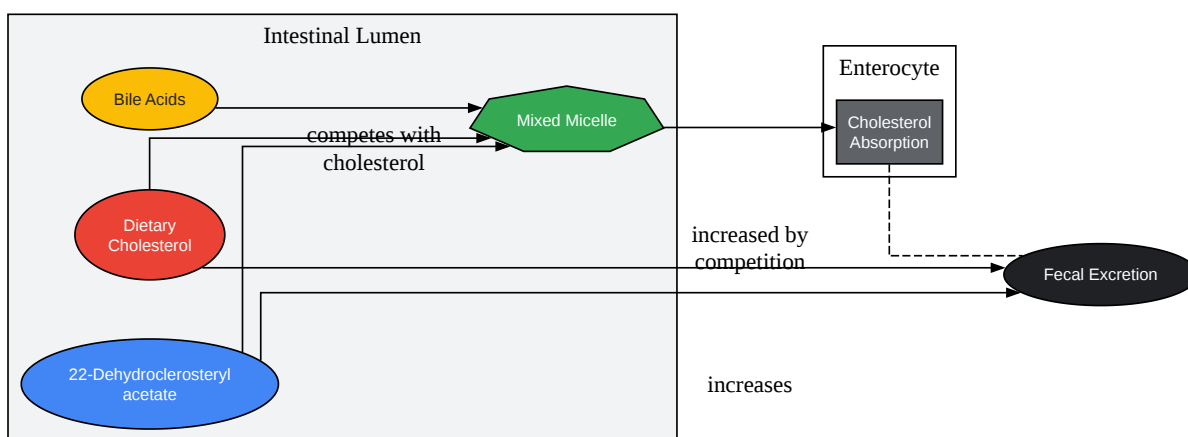 Intestinal Lumen
Enterocyte
Bile Acids
Mixed Micelle
Cholesterol
Absorption
competes with
cholesterol
Dietary
Cholesterol
increased by
competition
Fecal Excretion
22-Dehydroclerosteryl
acetate
increases